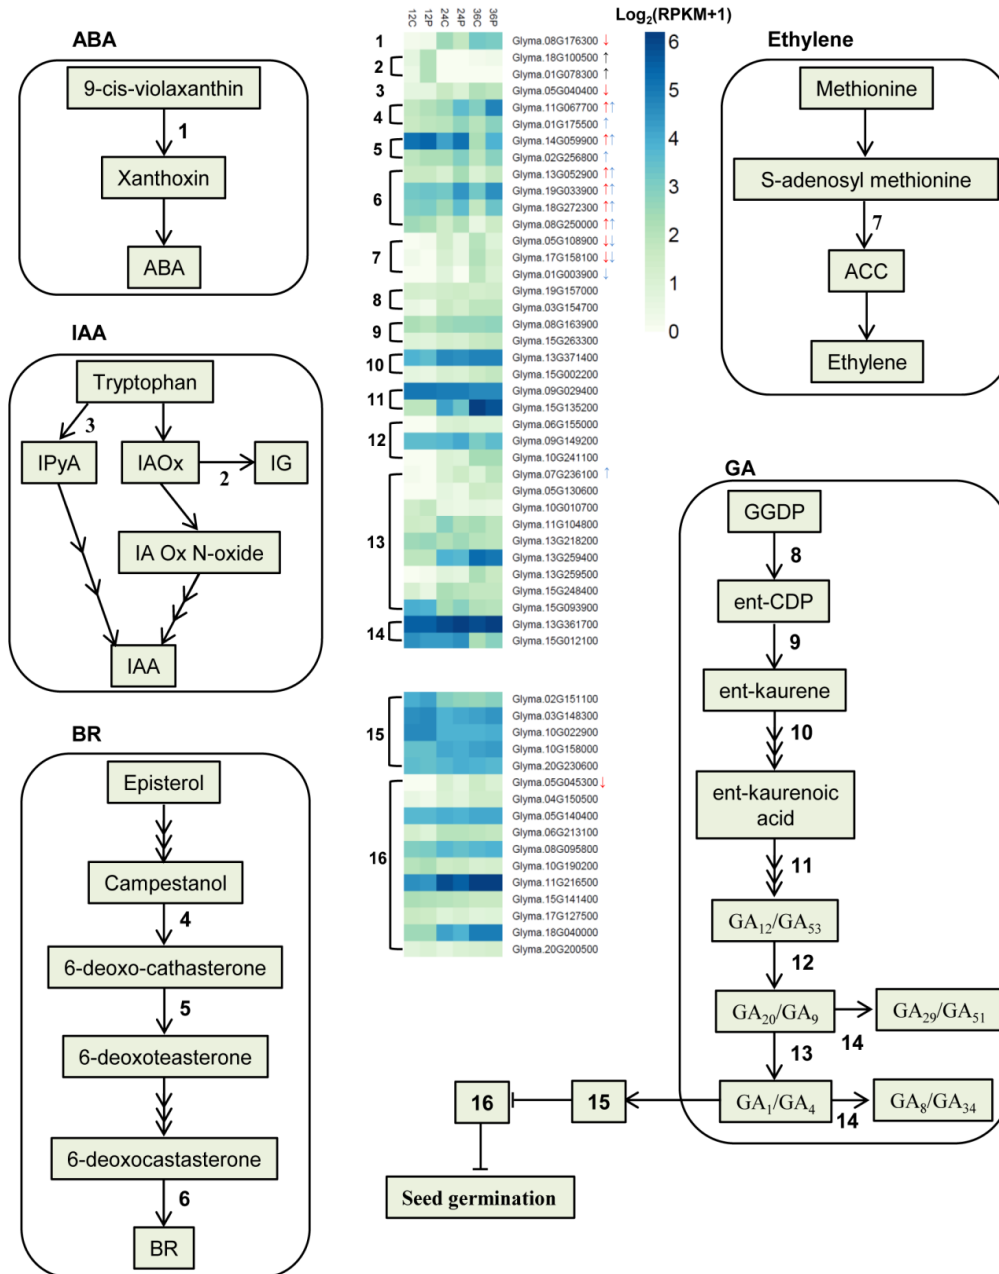 ABA
9-cis-violaxanthin
1
Xanthoxin
ABA
IAA
Tryptophan
3
IPyA
IAOx
2
IG
IA Ox N-oxide
IAA
BR
Episterol
Campestanol
4
6-deoxo-cathasterone
5
6-deoxoteasterone
6-deoxocastasterone
6
BR
12C 12P 24C 24P 36C 36P
1
Glyma.08G176300 ↓
2
Glyma.18G100500 ↑
Glyma.01G078300 ↑
3
Glyma.05G040400 ↓
4
Glyma.11G067700 ↑↑
Glyma.01G175500 ↑
5
Glyma.14G059900 ↑↑
Glyma.02G256800 ↑
6
Glyma.13G052900 ↑↑
Glyma.19G033900 ↑↑
Glyma.18G272300 ↑↑
Glyma.08G250000 ↑↑
7
Glyma.05G108900 ↓↓
Glyma.17G158100 ↓↓
Glyma.01G003900 ↓
8
Glyma.19G157000
Glyma.03G154700
9
Glyma.08G163900
Glyma.15G263300
10
Glyma.13G371400
Glyma.15G002200
11
Glyma.09G029400
Glyma.15G135200
12
Glyma.06G155000
Glyma.09G149200
Glyma.10G241100
13
Glyma.07G236100 ↑
Glyma.05G130600
Glyma.10G010700
Glyma.11G104800
Glyma.13G218200
Glyma.13G259400
Glyma.13G259500
Glyma.15G248400
Glyma.15G093900
14
Glyma.13G361700
Glyma.15G012100
15
Glyma.02G151100
Glyma.03G148300
Glyma.10G022900
Glyma.10G158000
Glyma.20G230600
16
Glyma.05G045300 ↓
Glyma.04G150500
Glyma.05G140400
Glyma.06G213100
Glyma.08G095800
Glyma.10G190200
Glyma.11G216500
Glyma.15G141400
Glyma.17G127500
Glyma.18G040000
Glyma.20G200500
Log₂(RPKM+1)
6
5
4
3
2
1
0
Ethylene
Methionine
S-adenosyl methionine
7
ACC
Ethylene
GA
GGDP
8
ent-CDP
9
ent-kaurene
10
ent-kaurenoic
acid
11
GA₁₂/GA₅₃
12
GA₂₀/GA₉
14
GA₂₉/GA₅₁
13
GA₁/GA₄
14
GA₈/GA₃₄
15
16
Seed germination